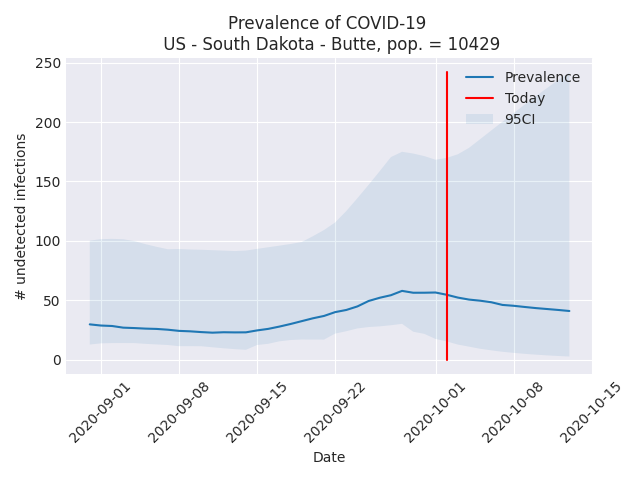 Prevalence of COVID-19
US - South Dakota - Butte, pop. = 10429
250
200
150
100
50
0
# undetected infections
Prevalence
Today
95CI
2020-09-01
2020-09-08
2020-09-15
2020-09-22
2020-10-01
2020-10-08
2020-10-15
Date